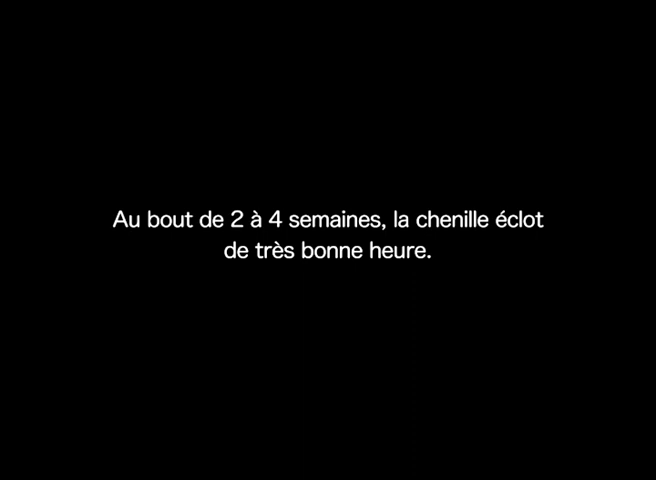 Au bout de 2 à 4 semaines, la chenille éclot
de très bonne heure.